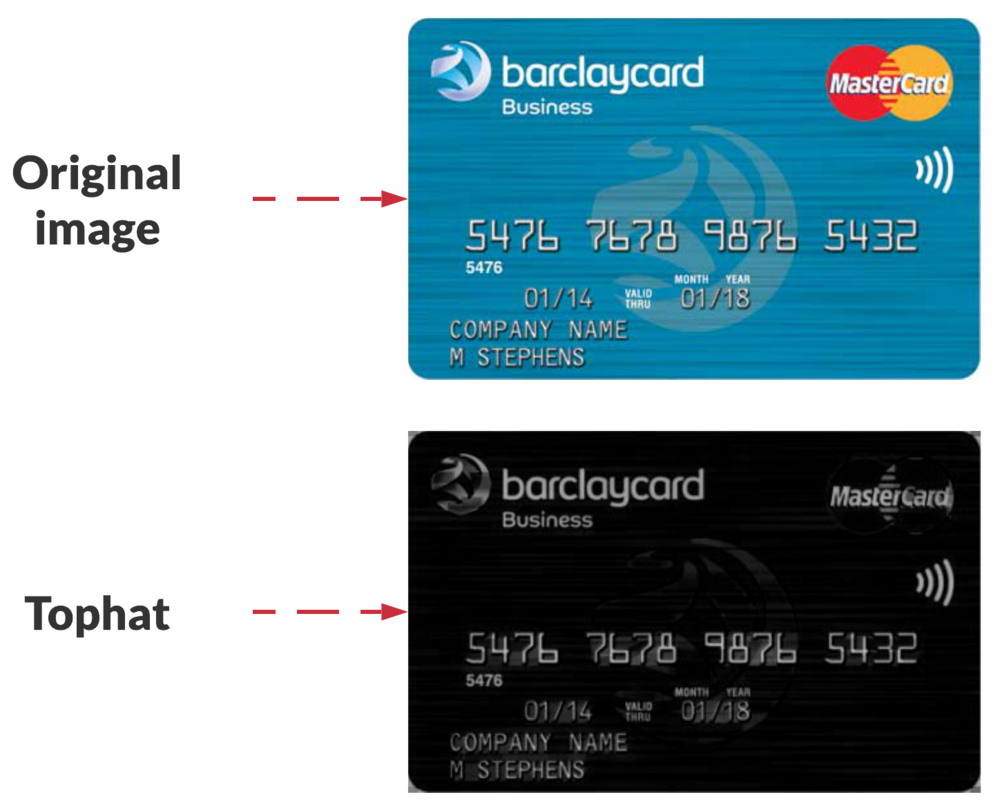 Original
image
barclaycard
Business
MasterCard
5476 7678 9876 5432
5476
MONTH YEAR
01/14 VALID THRU 01/18
COMPANY NAME
M STEPHENS
Tophat
barclaycard
Business
MasterCard
5476 7678 9876 5432
5476
MONTH YEAR
01/14 VALID THRU 01/18
COMPANY NAME
M STEPHENS